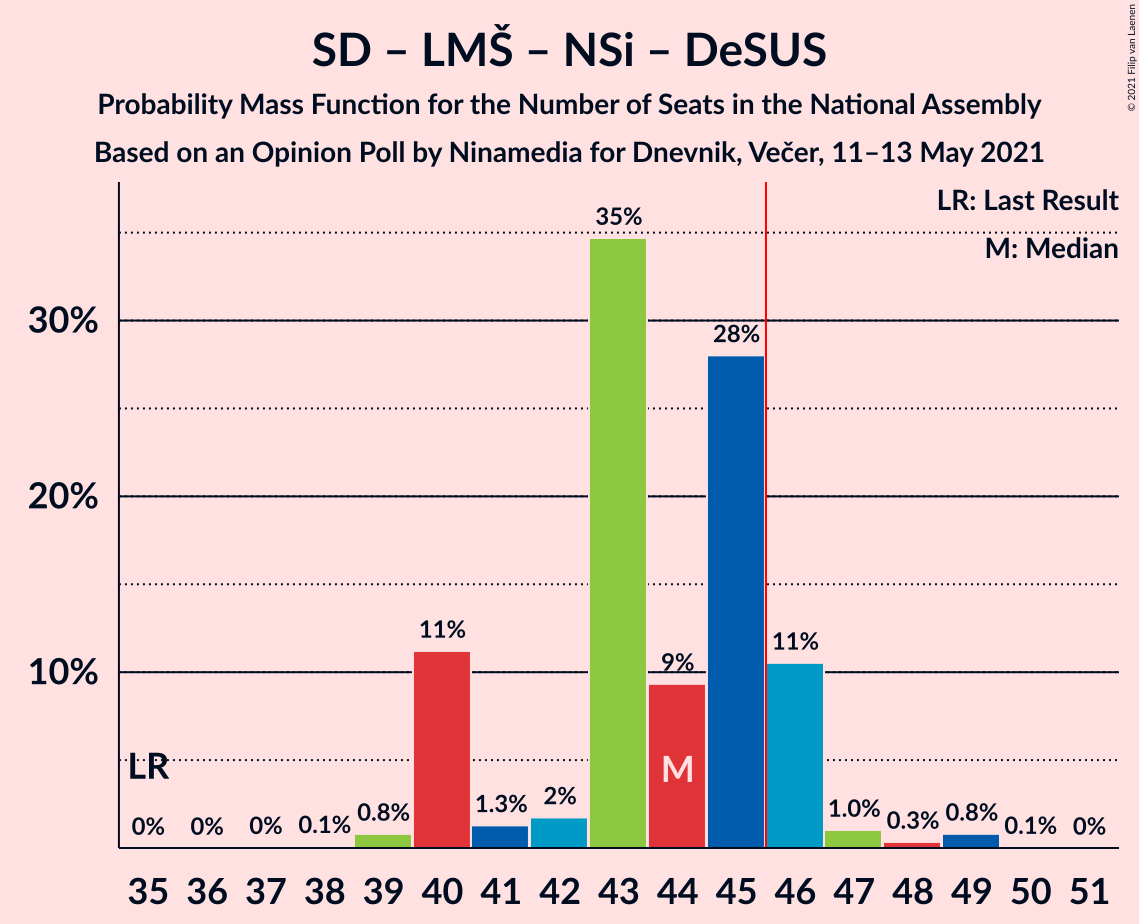 SD – LMŠ – NSi – DeSUS
Probability Mass Function for the Number of Seats in the National Assembly
Based on an Opinion Poll by Ninamedia for Dnevnik, Večer, 11–13 May 2021
© 2021 Filip van Laenen
LR: Last Result
M: Median
35%
30%
28%
20%
11%
11%
10%
9%
LR
M
0% 0% 0% 0.1% 0.8% 1.3% 2% 1.0% 0.3% 0.8% 0.1% 0%
35 36 37 38 39 40 41 42 43 44 45 46 47 48 49 50 51